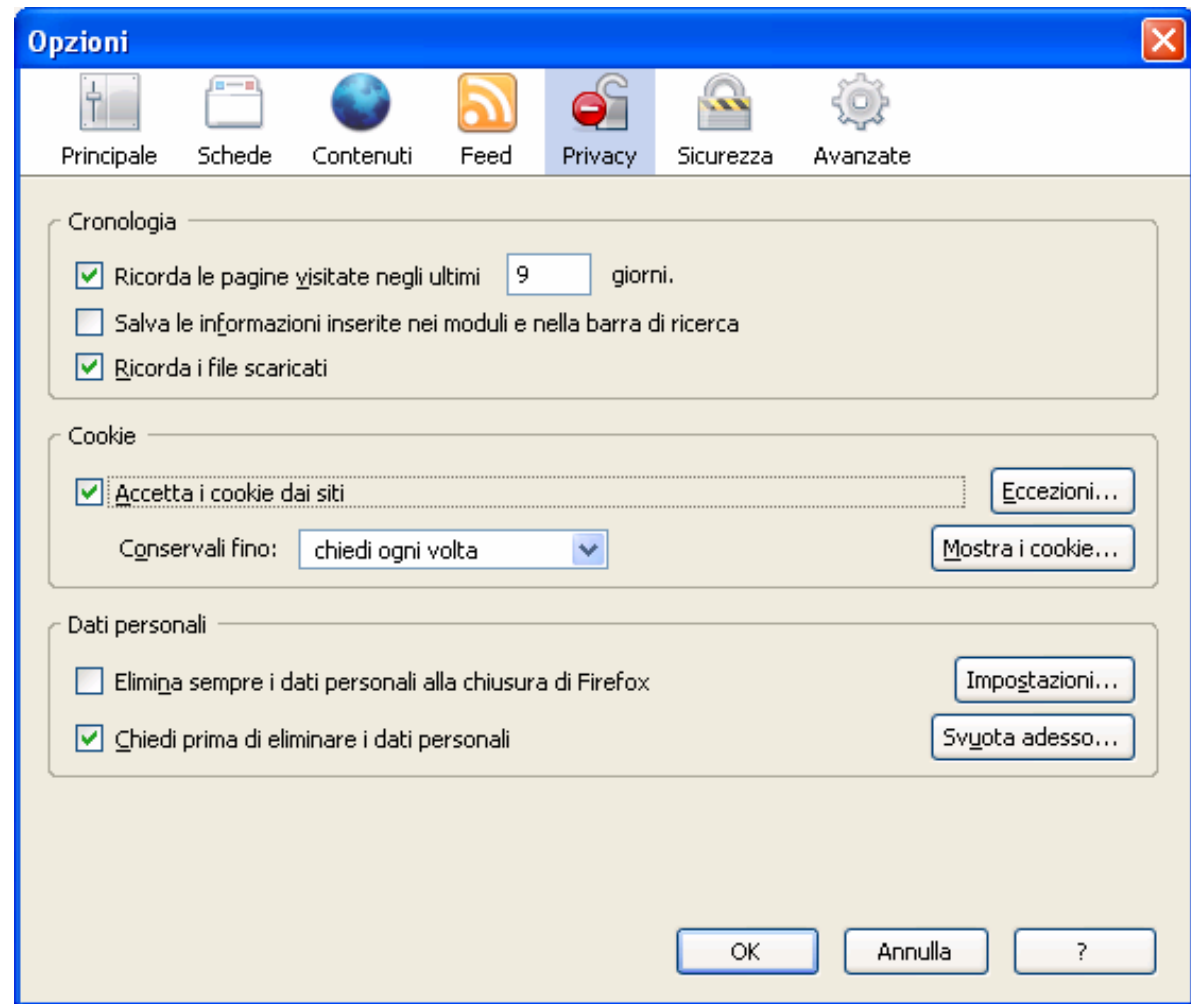 Opzioni
Principale Schede Contenuti Feed Privacy Sicurezza Avanzate
Cronologia
Ricorda le pagine visitate negli ultimi 9 giorni.
Salva le informazioni inserite nei moduli e nella barra di ricerca
Ricorda i file scaricati
Cookie
Accetta i cookie dai siti Eccezioni...
Conservali fino: chiedi ogni volta Mostra i cookie...
Dati personali
Elimina sempre i dati personali alla chiusura di Firefox Impostazioni...
Chiedi prima di eliminare i dati personali Svuota adesso...
OK Annulla ?